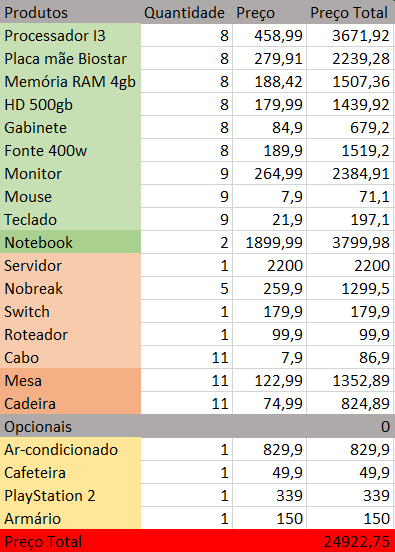 Produtos Quantidade Preço Preço Total
Processador I3 8 458,99 3671,92
Placa mãe Biostar 8 279,91 2239,28
Memória RAM 4gb 8 188,42 1507,36
HD 500gb 8 179,99 1439,92
Gabinete 8 84,9 679,2
Fonte 400w 8 189,9 1519,2
Monitor 9 264,99 2384,91
Mouse 9 7,9 71,1
Teclado 9 21,9 197,1
Notebook 2 1899,99 3799,98
Servidor 1 2200 2200
Nobreak 5 259,9 1299,5
Switch 1 179,9 179,9
Roteador 1 99,9 99,9
Cabo 11 7,9 86,9
Mesa 11 122,99 1352,89
Cadeira 11 74,99 824,89
Opcionais 0
Ar-condicionado 1 829,9 829,9
Cafeteira 1 49,9 49,9
PlayStation 2 1 339 339
Armário 1 150 150
Preço Total 24922,75